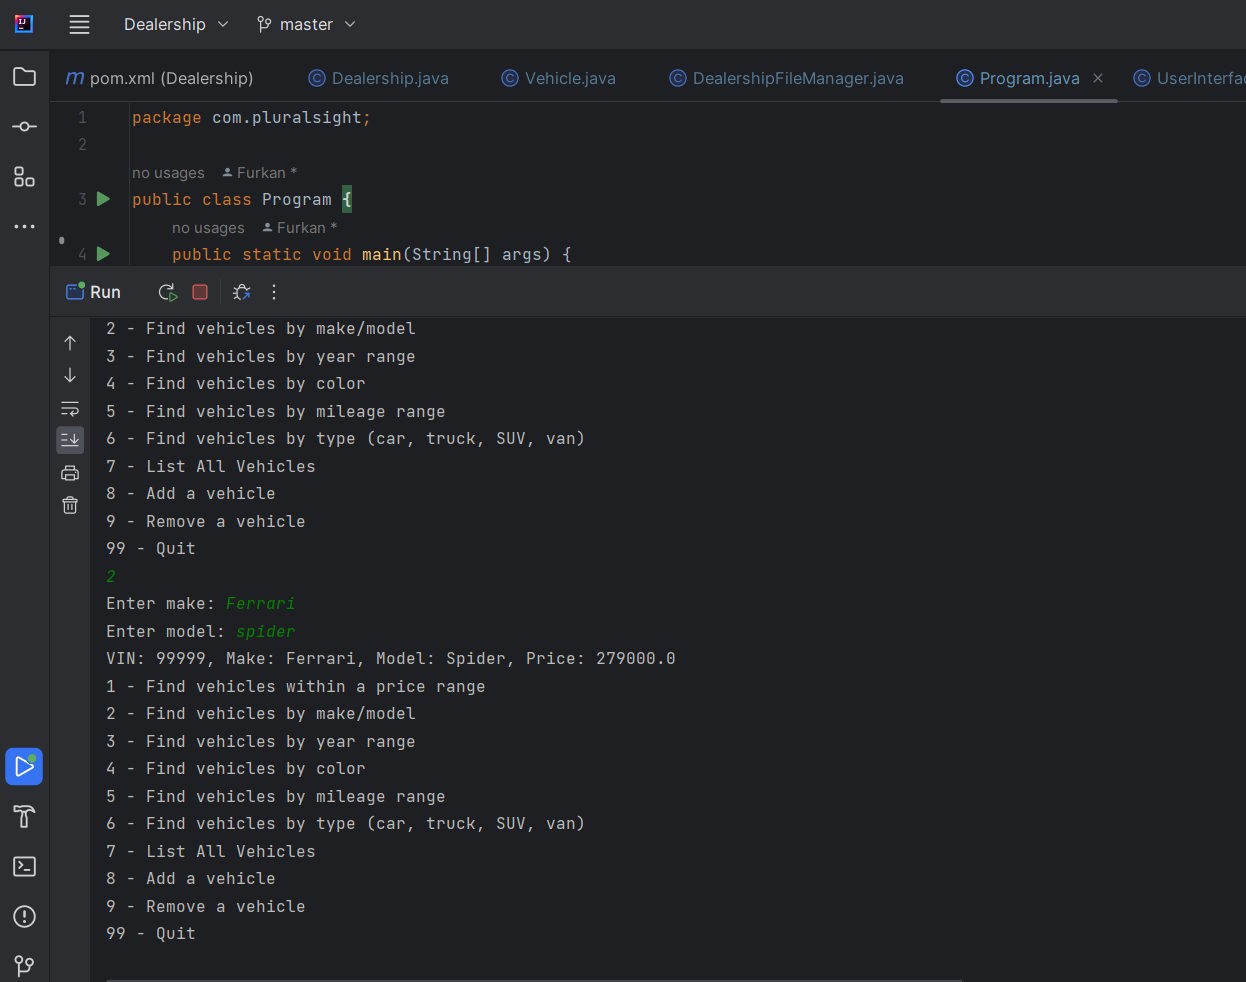 Dealership master
pom.xml (Dealership) Dealership.java Vehicle.java DealershipFileManager.java Program.java UserInterfac
1 package com.pluralsight;
2
no usages Furkan *
3 public class Program {
no usages Furkan *
4 public static void main(String[] args) {
Run
2 - Find vehicles by make/model
3 - Find vehicles by year range
4 - Find vehicles by color
5 - Find vehicles by mileage range
6 - Find vehicles by type (car, truck, SUV, van)
7 - List All Vehicles
8 - Add a vehicle
9 - Remove a vehicle
99 - Quit
2
Enter make: Ferrari
Enter model: spider
VIN: 99999, Make: Ferrari, Model: Spider, Price: 279000.0
1 - Find vehicles within a price range
2 - Find vehicles by make/model
3 - Find vehicles by year range
4 - Find vehicles by color
5 - Find vehicles by mileage range
6 - Find vehicles by type (car, truck, SUV, van)
7 - List All Vehicles
8 - Add a vehicle
9 - Remove a vehicle
99 - Quit